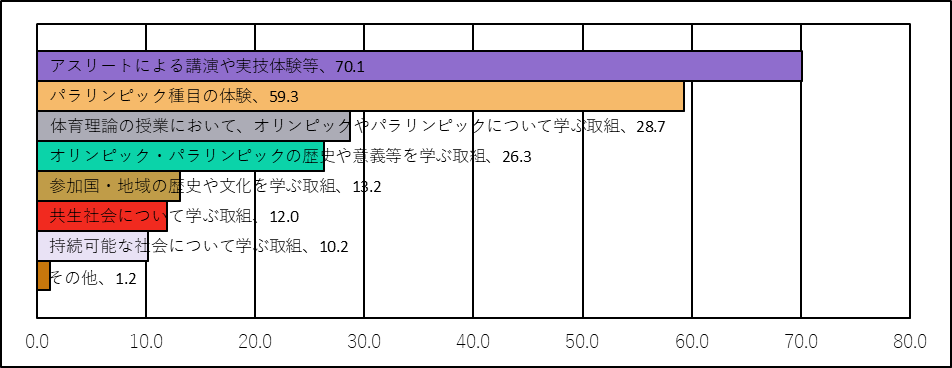 アスリートによる講演や実技体験等、70.1
パラリンピック種目の体験、59.3
体育理論の授業において、オリンピックやパラリンピックについて学ぶ取組、28.7
オリンピック・パラリンピックの歴史や意義等を学ぶ取組、26.3
参加国・地域の歴史や文化を学ぶ取組、13.2
共生社会について学ぶ取組、12.0
持続可能な社会について学ぶ取組、10.2
その他、1.2
0.0 10.0 20.0 30.0 40.0 50.0 60.0 70.0 80.0